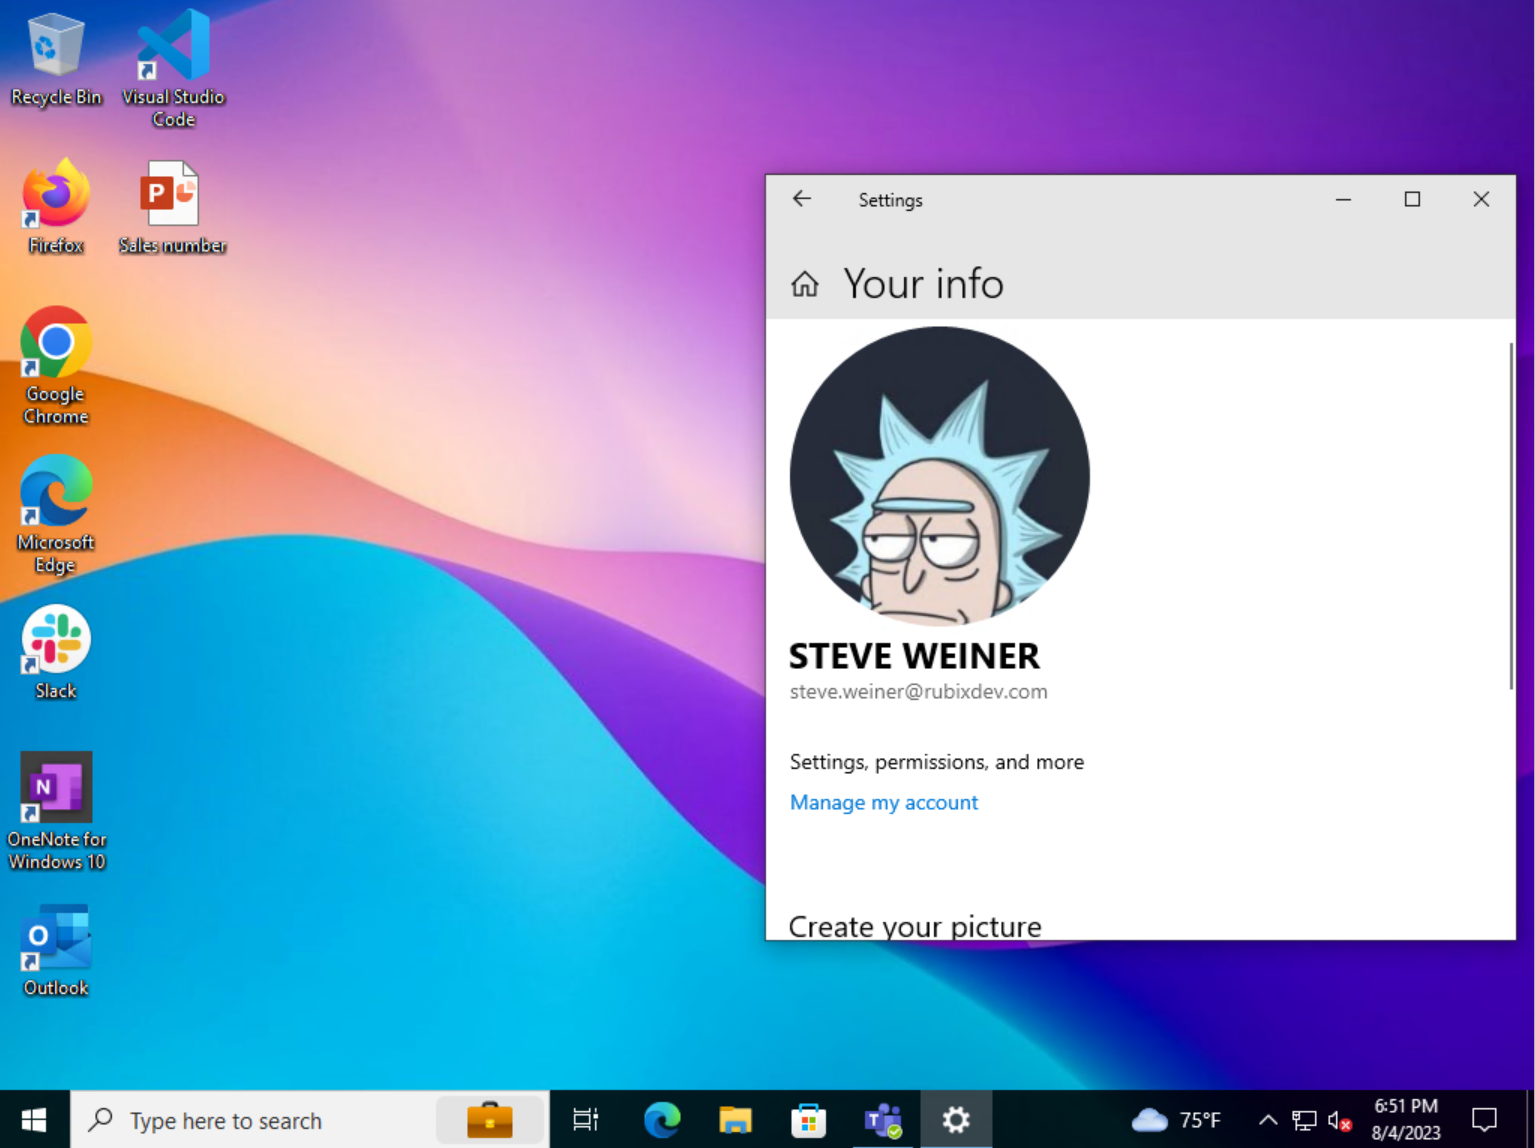 Recycle Bin
Visual Studio
Code
Firefox
Sales number
Google
Chrome
Microsoft
Edge
Slack
N
OneNote for
Windows 10
O
Outlook
P
Settings
Your info
STEVE WEINER
steve.weiner@rubixdev.com
Settings, permissions, and more
Manage my account
Create your picture
Type here to search
T
75°F
6:51 PM
8/4/2023